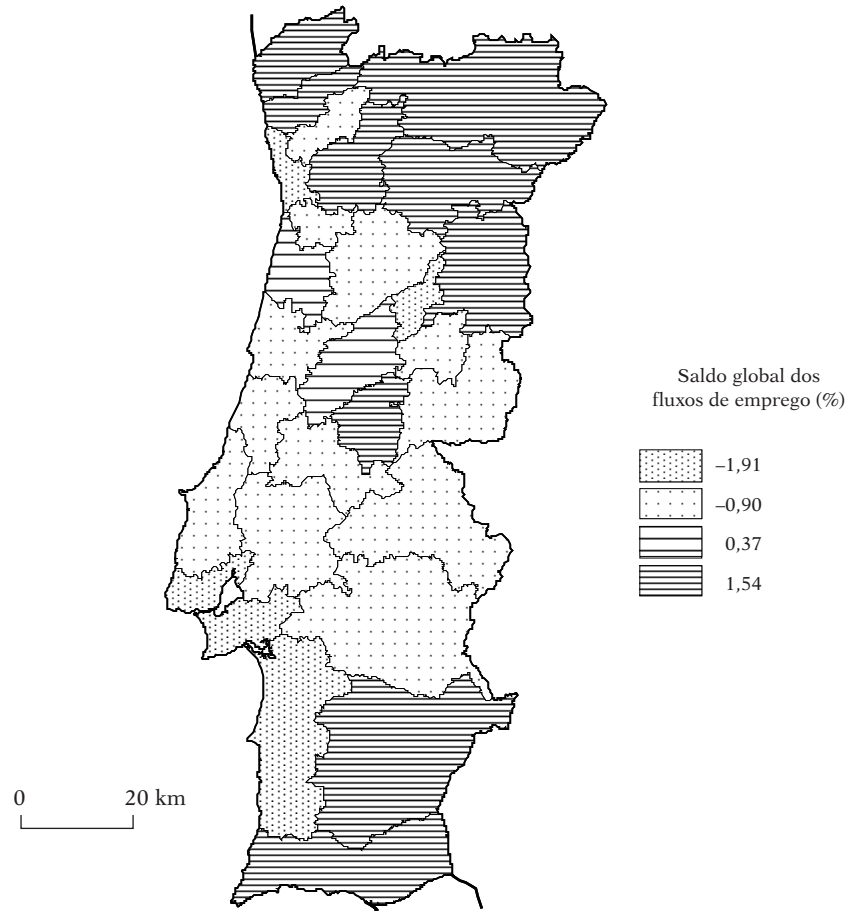 Saldo global dos
fluxos de emprego (%)
–1,91
–0,90
0,37
1,54
0 20 km